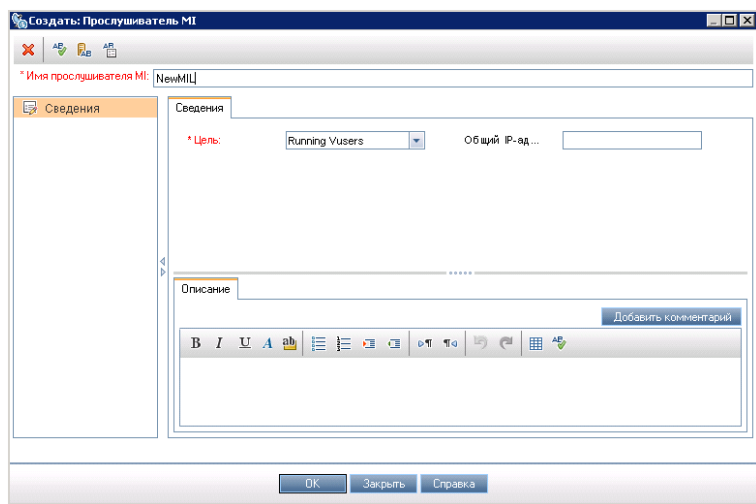 Создать: Прослушиватель MI
* Имя прослушивателя MI: NewMIL
Сведения
Сведения
* Цель: Running Vusers Общий IP-ад...
Описание
Добавить комментарий
B I U A ab
OK Закрыть Справка